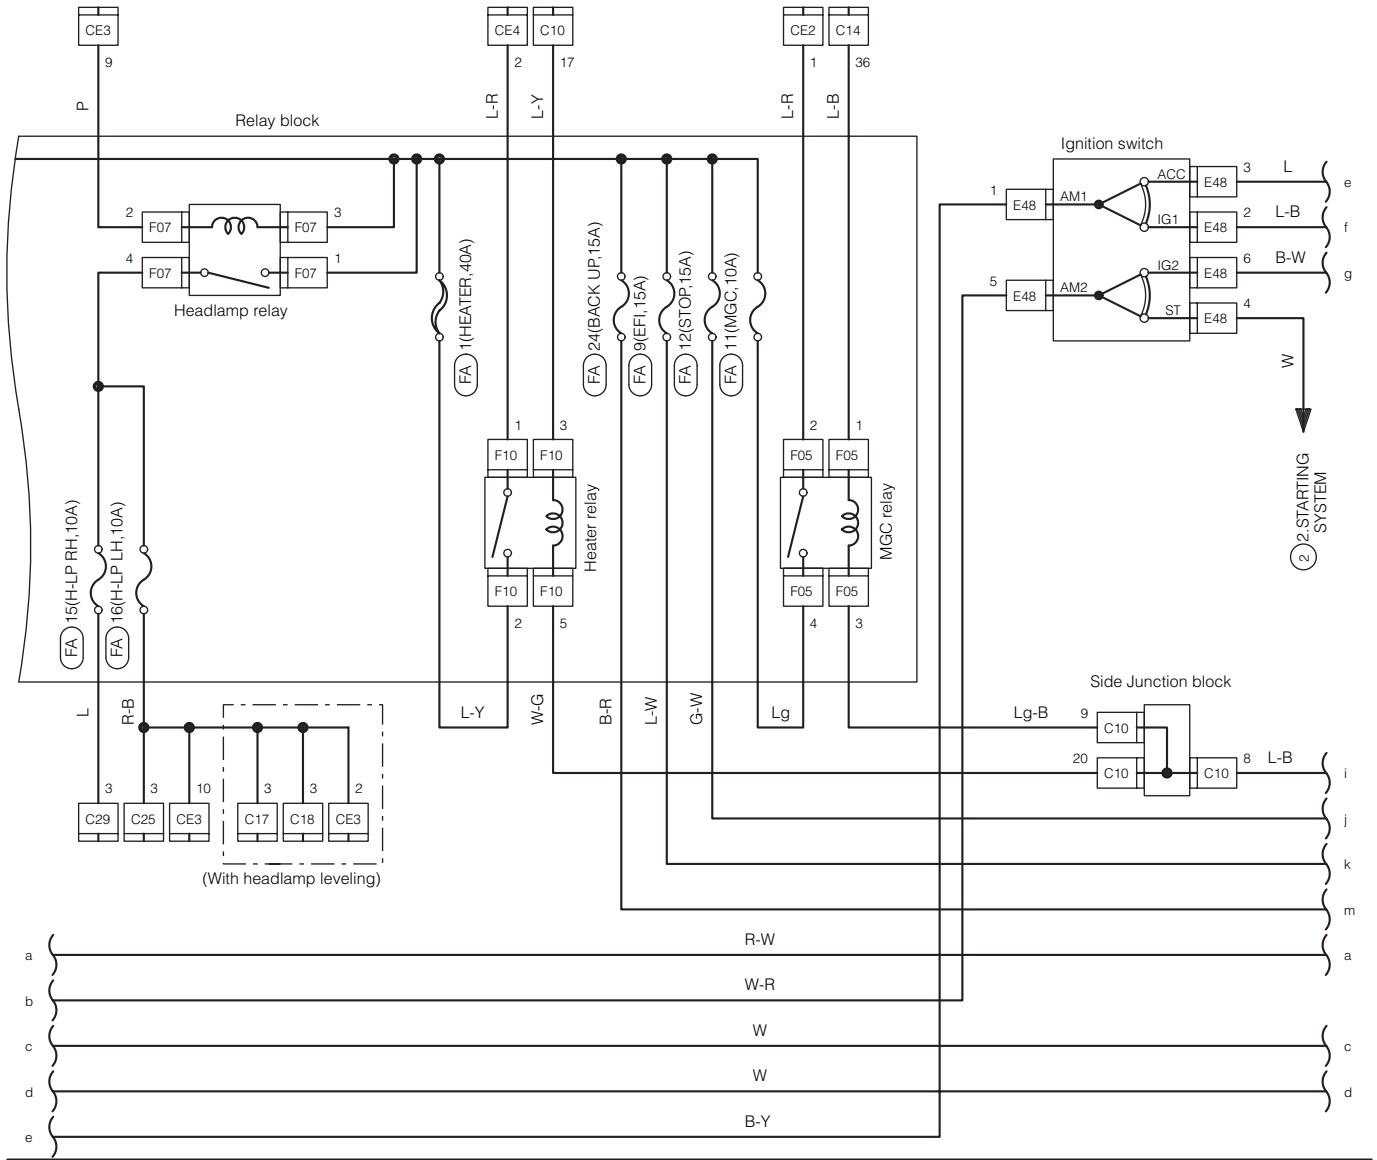 CE3
CE4
C10
CE2
C14
9
2
17
1
36
P
L-R
L-Y
L-R
L-B
Relay block
Ignition switch
1
E48
AM1
ACC
E48
3
L
e
IG1
E48
2
L-B
f
5
E48
AM2
IG2
E48
6
B-W
g
ST
E48
4
W
2
2.STARTING
SYSTEM
2
F07
F07
3
4
F07
F07
1
Headlamp relay
FA
1(HEATER,40A)
FA
24(BACK UP,15A)
FA
9(EFI,15A)
FA
12(STOP,15A)
FA
11(MGC,10A)
1
3
F10
F10
Heater relay
F10
F10
2
5
2
1
F05
F05
MGC relay
F05
F05
4
3
FA
15(H-LP RH,10A)
FA
16(H-LP LH,10A)
L
R-B
L-Y
W-G
B-R
L-W
G-W
Lg
Side Junction block
Lg-B
9
C10
20
C10
C10
8
L-B
i
3
3
10
3
3
2
C29
C25
CE3
C17
C18
CE3
(With headlamp leveling)
j
k
m
a
R-W
a
b
W-R
c
W
c
d
W
d
e
B-Y